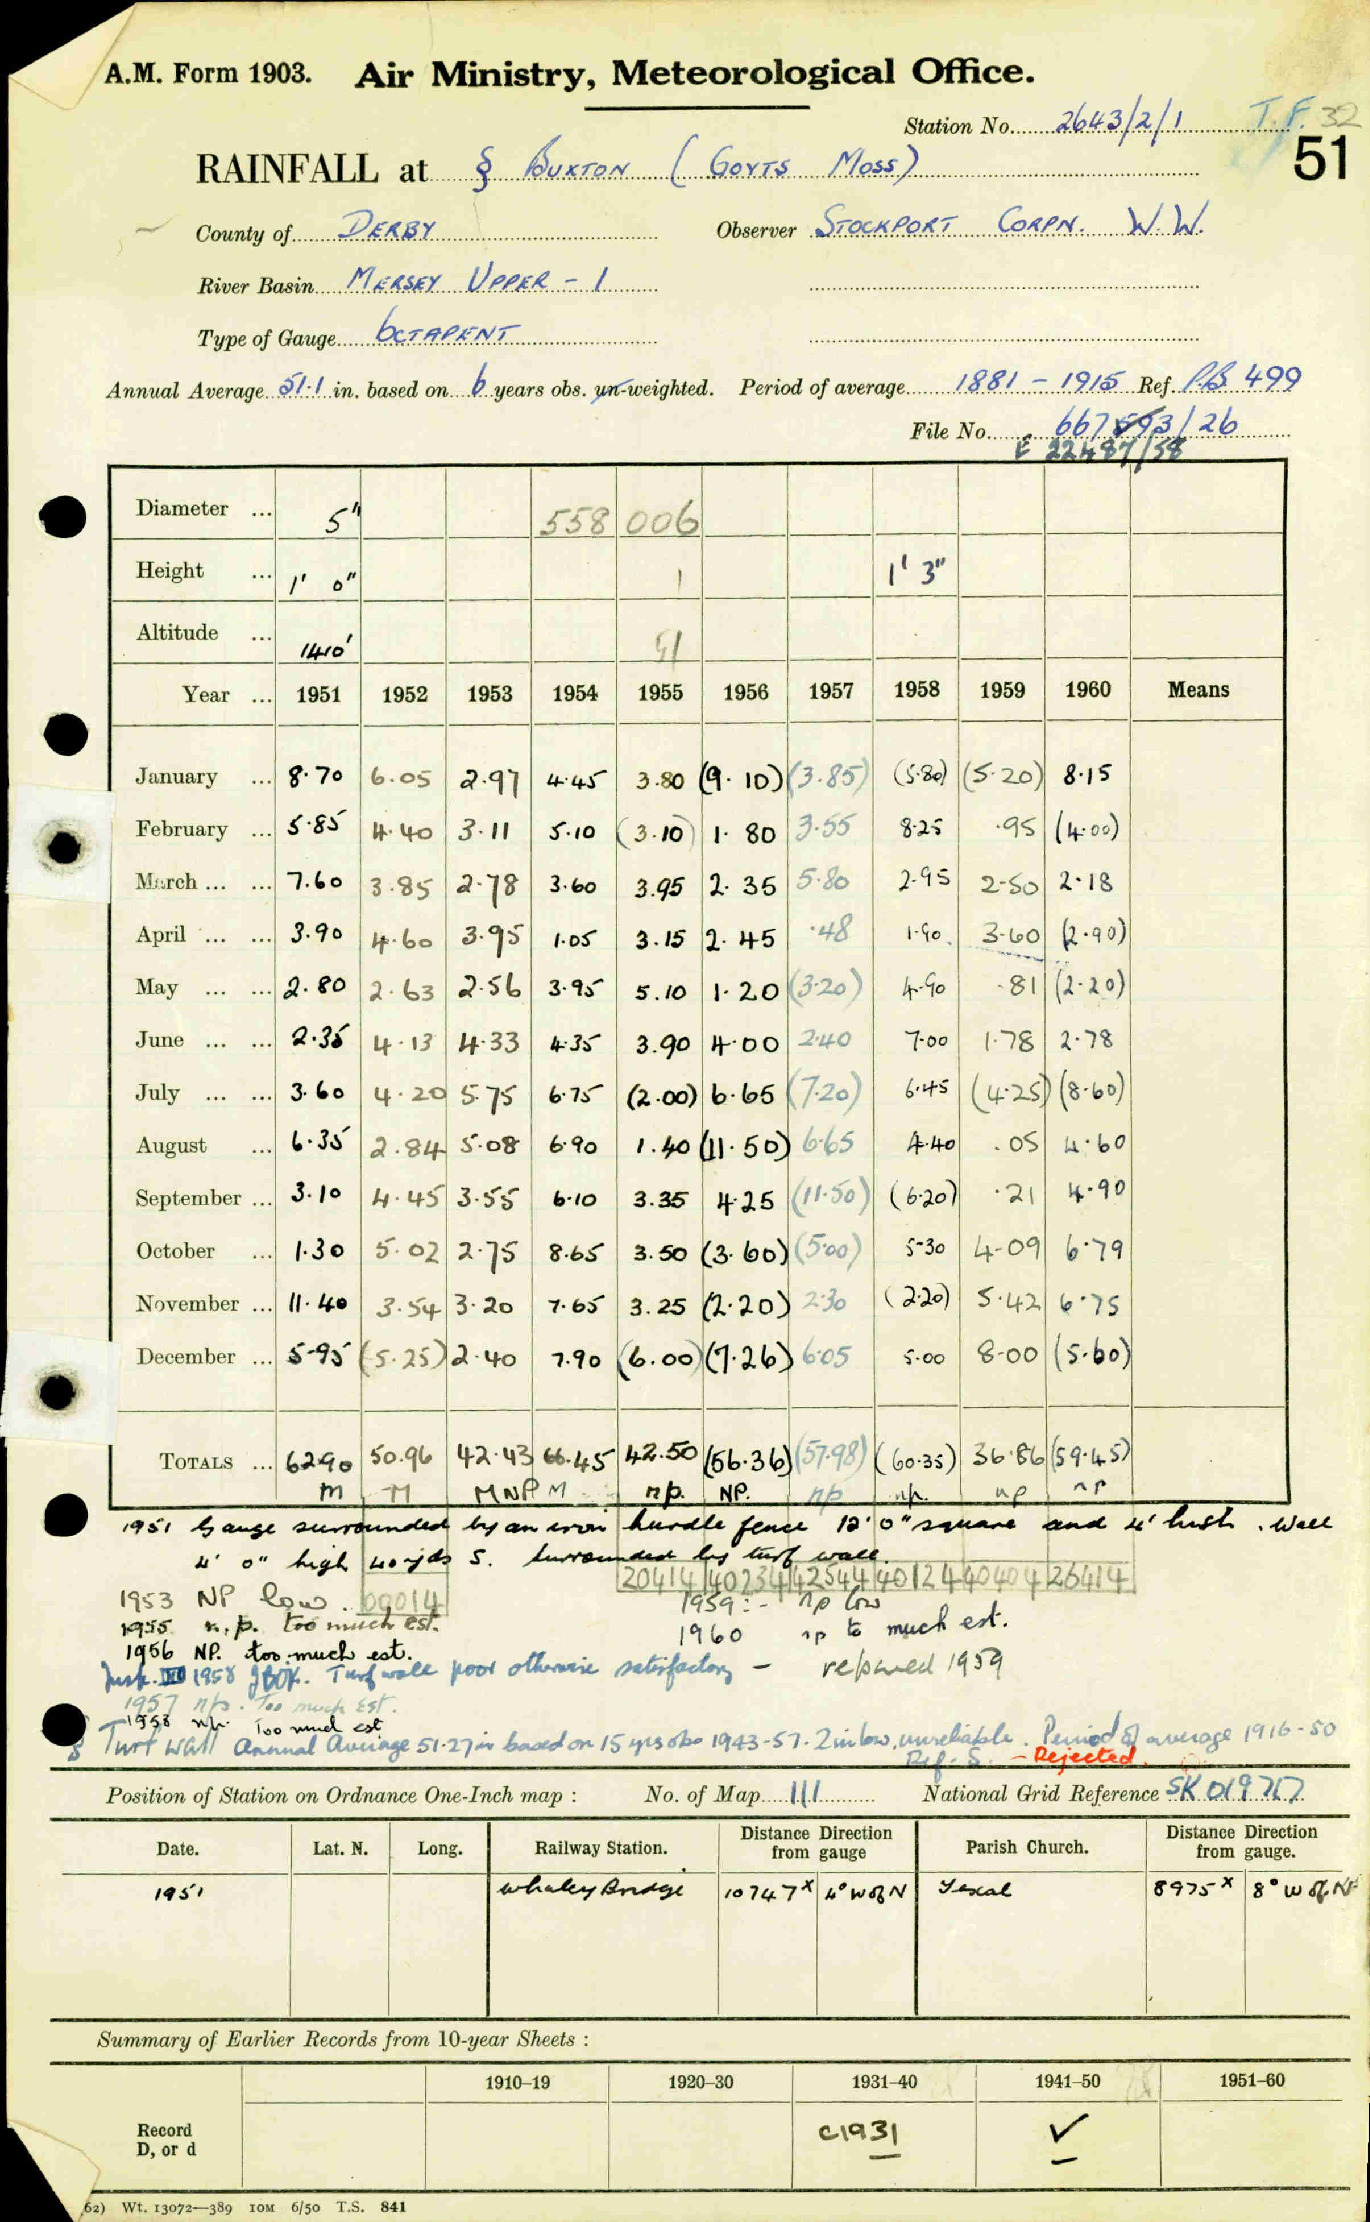 A.M. Form 1903. Air Ministry, Meteorological Office.
Station No. 2643/2/1 T.F. 32
51
RAINFALL at § BUXTON (GOYTS MOSS)
County of DERBY Observer STOCKPORT CORPN. W.W.
River Basin MERSEY UPPER - 1
Type of Gauge OCTAPENT
Annual Average 51.1 in. based on 6 years obs. un-weighted. Period of average 1881 - 1915 Ref. P.B 499
File No. 667593/26
E 22487/58
Diameter ... 5" 558 006
Height ... 1' 0" 1 1' 3"
Altitude ... 1410' 51
Year ... 1951 1952 1953 1954 1955 1956 1957 1958 1959 1960 Means
January ... 8.70 6.05 2.97 4.45 3.80 (9.10) (3.85) (5.80) (5.20) 8.15
February ... 5.85 4.40 3.11 5.10 (3.10) 1.80 3.55 8.25 .95 (4.00)
March ... ... 7.60 3.85 2.78 3.60 3.95 2.35 5.80 2.95 2.50 2.18
April ... ... 3.90 4.60 3.95 1.05 3.15 2.45 .48 1.90 3.60 (2.90)
May ... ... 2.80 2.63 2.56 3.95 5.10 1.20 (3.20) 4.90 .81 (2.20)
June ... ... 2.35 4.13 4.33 4.35 3.90 4.00 2.40 7.00 1.78 2.78
July ... ... 3.60 4.20 5.75 6.75 (2.00) 6.65 (7.20) 6.45 (4.25) (8.60)
August ... 6.35 2.84 5.08 6.90 1.40 (11.50) 6.65 4.40 .05 4.60
September ... 3.10 4.45 3.55 6.10 3.35 4.25 (11.50) (6.20) .21 4.90
October ... 1.30 5.02 2.75 8.65 3.50 (3.60) (5.00) 5.30 4.09 6.79
November ... 11.40 3.54 3.20 7.65 3.25 (2.20) 2.30 (2.20) 5.42 6.75
December ... 5.95 (5.25) 2.40 7.90 (6.00) (7.26) 6.05 5.00 8.00 (5.60)
TOTALS ... 62.90 50.96 42.43 66.45 42.50 (56.36) (57.98) (60.35) 36.86 (59.45)
m M MNP M n.p. NP. np np. np np
1951 Gauge surrounded by an iron hurdle fence 12' 0" square and 4' high. Wall
4' 0" high 40 yds S. Surrounded by turf wall.
20414 40234 42544 40124 40404 26414
1953 NP low. 00014 1959:- np low
1955 n.p. too much est. 1960 np to much est.
1956 NP. too much est.
Insp. 1958 Turf wall poor otherwise satisfactory - repaired 1959
1957 n/p. Too much Est.
1958 np. Too much est
§ Turf wall Annual Average 51.27 in based on 15 yrs obs 1943-57. 2 in low, unreliable. Period of average 1916-50
Ref. S. - Rejected.
Position of Station on Ordnance One-Inch map : No. of Map 111 National Grid Reference SK 019717
Date. Lat. N. Long. Railway Station. Distance Direction from gauge Parish Church. Distance Direction from gauge.
1951 Whaley Bridge 10747x 4° W of N Taxal 8975x 8° W of N
Summary of Earlier Records from 10-year Sheets :
1910–19 1920–30 1931–40 1941–50 1951–60
Record
D, or d c1931 ✓
62) Wt. 13072—389 10M 6/50 T.S. 841